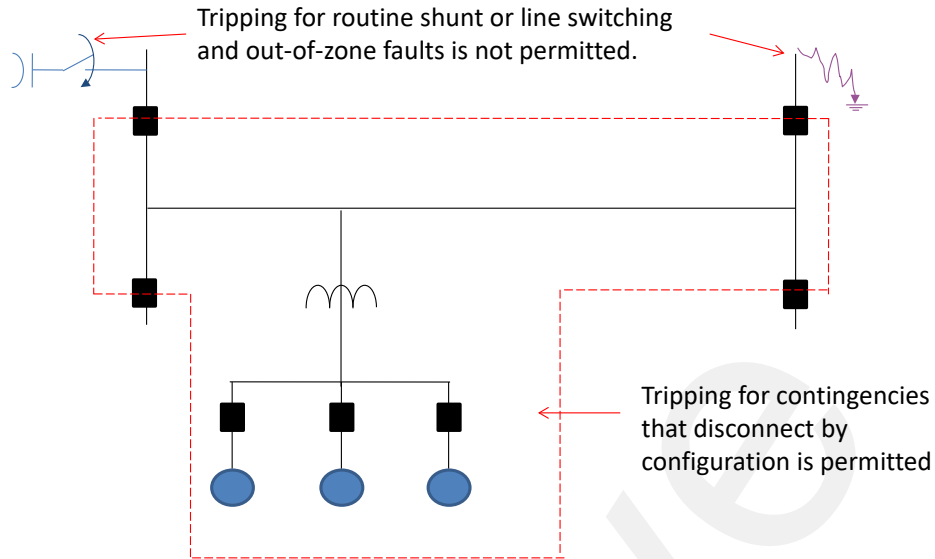 Tripping for routine shunt or line switching
and out-of-zone faults is not permitted.
Tripping for contingencies
that disconnect by
configuration is permitted